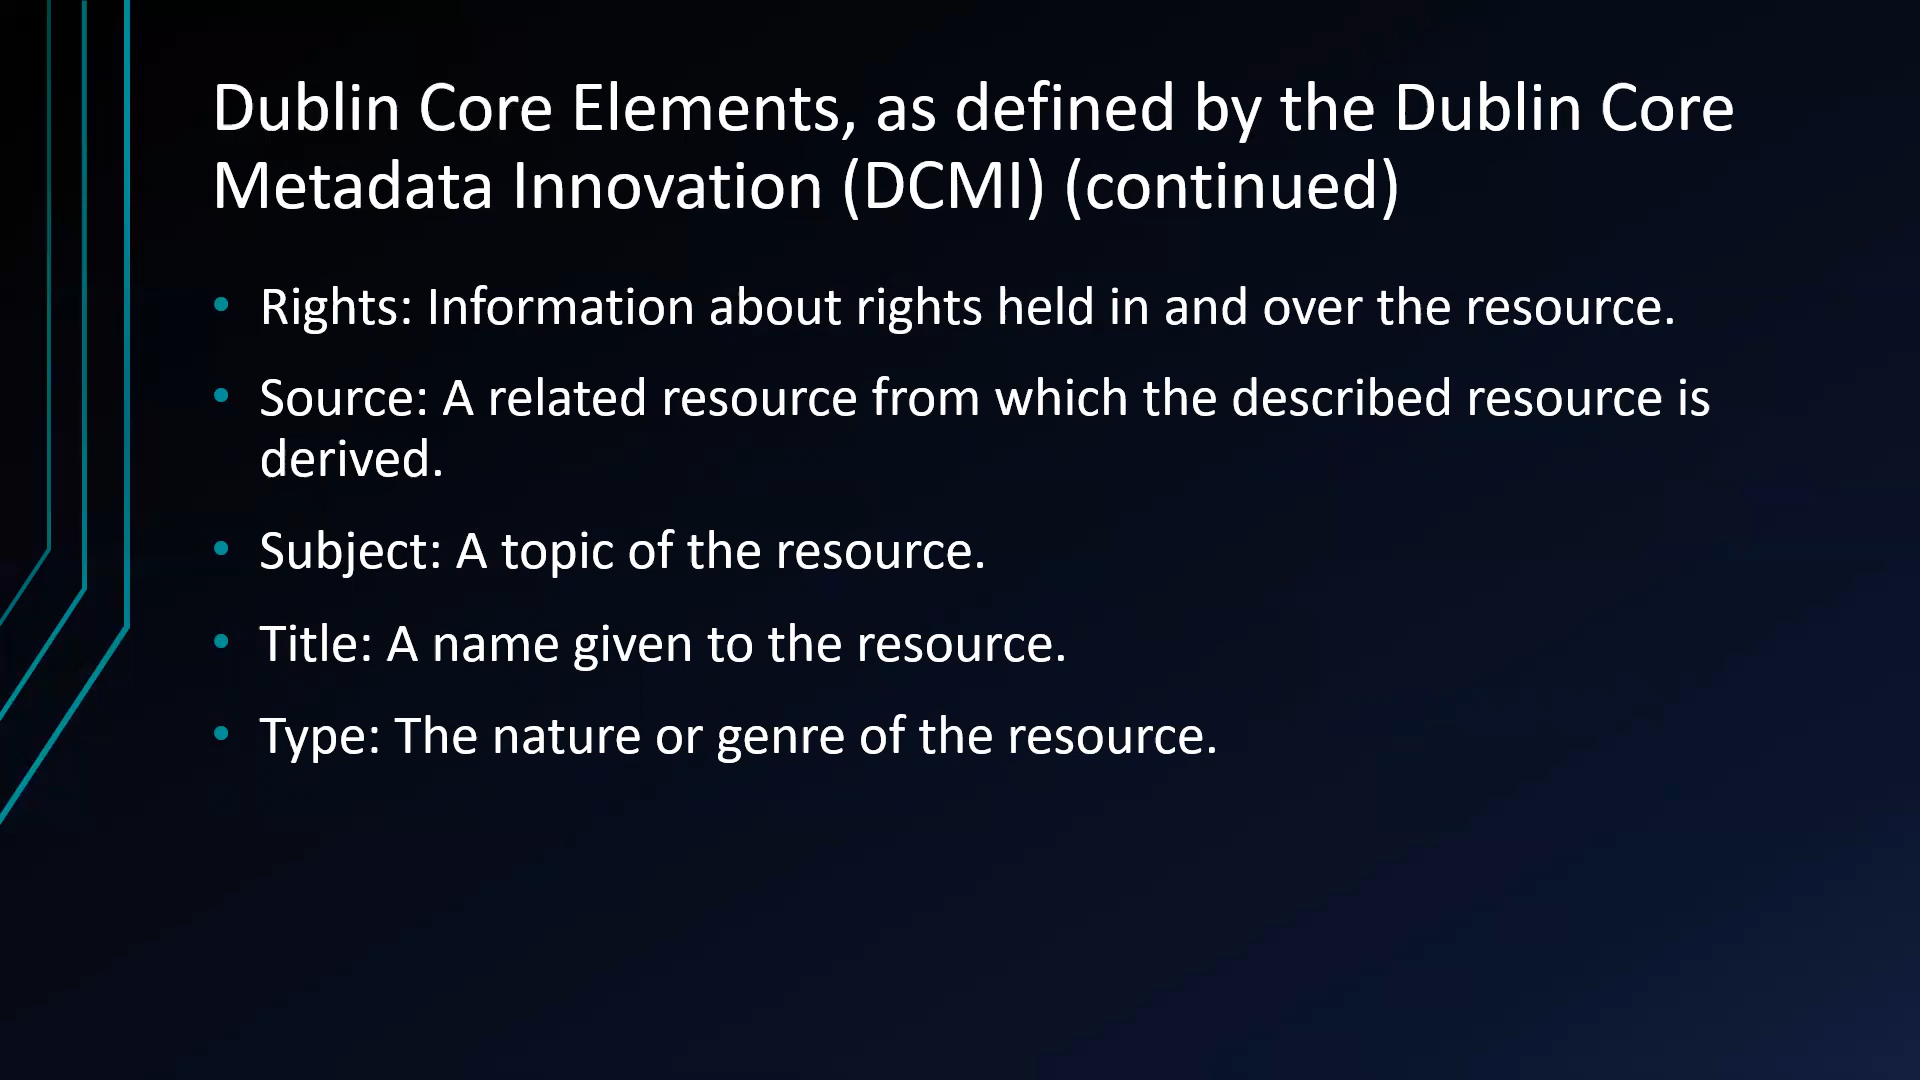 Dublin Core Elements, as defined by the Dublin Core
Metadata Innovation (DCMI) (continued)
• Rights: Information about rights held in and over the resource.
• Source: A related resource from which the described resource is
derived.
• Subject: A topic of the resource.
• Title: A name given to the resource.
• Type: The nature or genre of the resource.